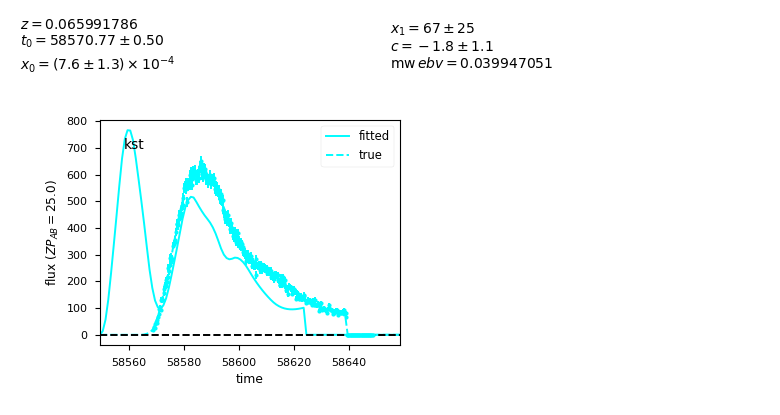 z = 0.065991786
t₀ = 58570.77 ± 0.50
x₀ = (7.6 ± 1.3) × 10⁻⁴
x₁ = 67 ± 25
c = −1.8 ± 1.1
mw ebv = 0.039947051
kst
fitted
true
flux (ZP_AB = 25.0)
800
700
600
500
400
300
200
100
0
58560 58580 58600 58620 58640
time